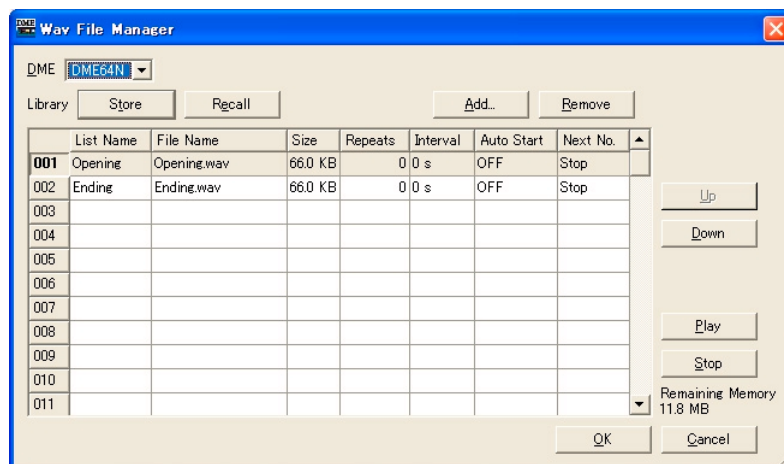 DME Wav File Manager
DME DME64N
Library Store Recall Add... Remove
List Name File Name Size Repeats Interval Auto Start Next No.
001 Opening Opening.wav 66.0 KB 0 0 s OFF Stop
002 Ending Ending.wav 66.0 KB 0 0 s OFF Stop
Up
003
004
Down
005
006
007
008
Play
009
Stop
010
Remaining Memory
011
11.8 MB
OK Cancel